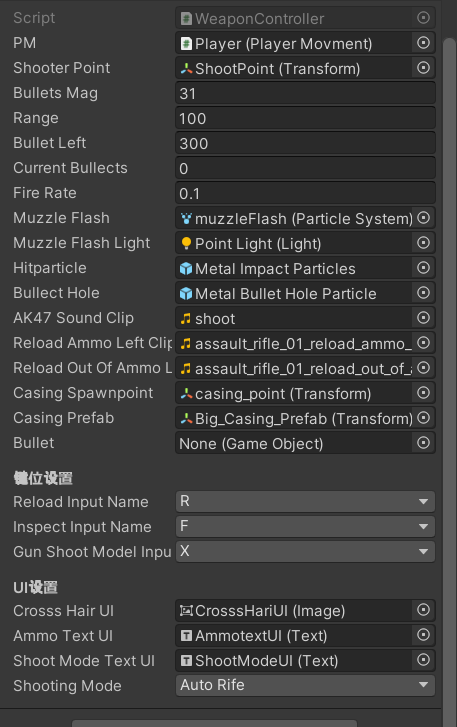 Script WeaponController
PM Player (Player Movment)
Shooter Point ShootPoint (Transform)
Bullets Mag 31
Range 100
Bullet Left 300
Current Bullects 0
Fire Rate 0.1
Muzzle Flash muzzleFlash (Particle System)
Muzzle Flash Light Point Light (Light)
Hitparticle Metal Impact Particles
Bullect Hole Metal Bullet Hole Particle
AK47 Sound Clip shoot
Reload Ammo Left Clip assault_rifle_01_reload_ammo_
Reload Out Of Ammo L assault_rifle_01_reload_out_of_a
Casing Spawnpoint casing_point (Transform)
Casing Prefab Big_Casing_Prefab (Transform)
Bullet None (Game Object)
键位设置
Reload Input Name R
Inspect Input Name F
Gun Shoot Model Inpu X
UI设置
Crosss Hair UI CrosssHariUI (Image)
Ammo Text UI AmmotextUI (Text)
Shoot Mode Text UI ShootModeUI (Text)
Shooting Mode Auto Rife